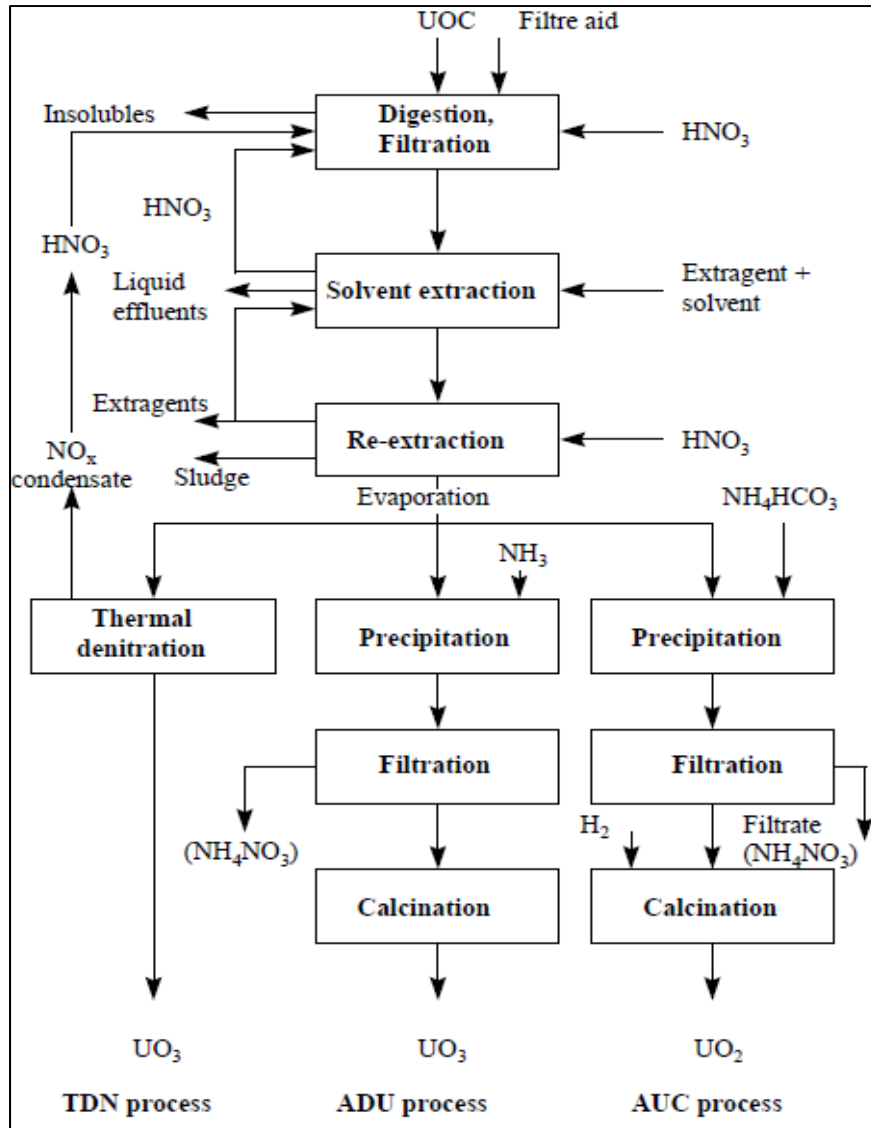 UOC
Filtre aid
Insolubles
Digestion,
Filtration
HNO₃
HNO₃
HNO₃
Liquid
effluents
Solvent extraction
Extragent +
solvent
Extragents
Re-extraction
HNO₃
NOₓ
condensate
Sludge
Evaporation
NH₄HCO₃
NH₃
Thermal
denitration
Precipitation
Precipitation
Filtration
Filtration
(NH₄NO₃)
H₂
Filtrate
(NH₄NO₃)
Calcination
Calcination
UO₃
UO₃
UO₂
TDN process
ADU process
AUC process